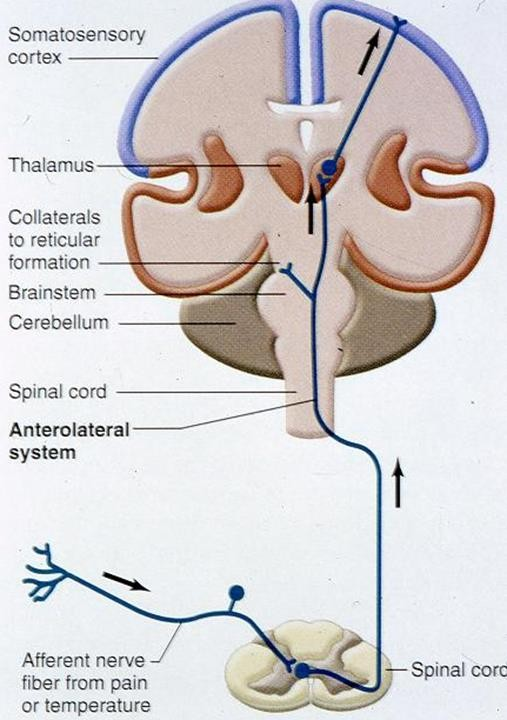 Somatosensory
cortex
Thalamus
Collaterals
to reticular
formation
Brainstem
Cerebellum
Spinal cord
Anterolateral
system
Afferent nerve
fiber from pain
or temperature
Spinal cord